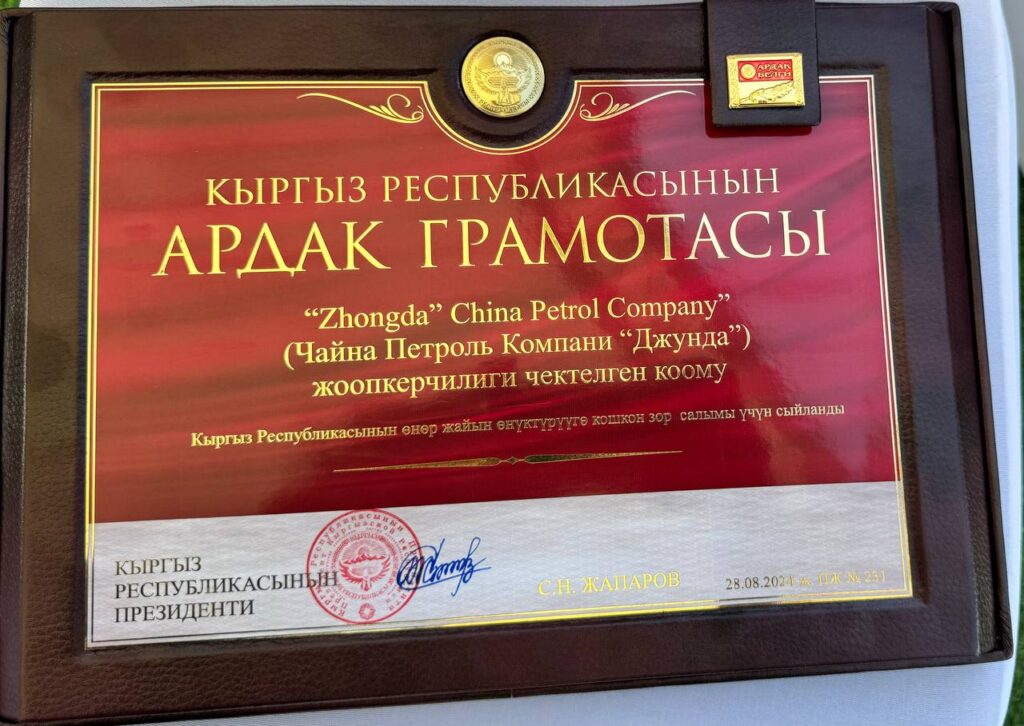 АРДАК
БЕЛГИ
КЫРГЫЗ РЕСПУБЛИКАСЫНЫН
АРДАК ГРАМОТАСЫ
“Zhongda” China Petrol Company”
(Чайна Петроль Компани “Джунда”)
жоопкерчилиги чектелген коому
Кыргыз Республикасынын өнөр жайын өнүктүрүүгө кошкон зор салымы үчүн сыйланды
КЫРГЫЗ
РЕСПУБЛИКАСЫНЫН
ПРЕЗИДЕНТИ
С.Н. ЖАПАРОВ
28.08.2024 ж. ПЖ № 231